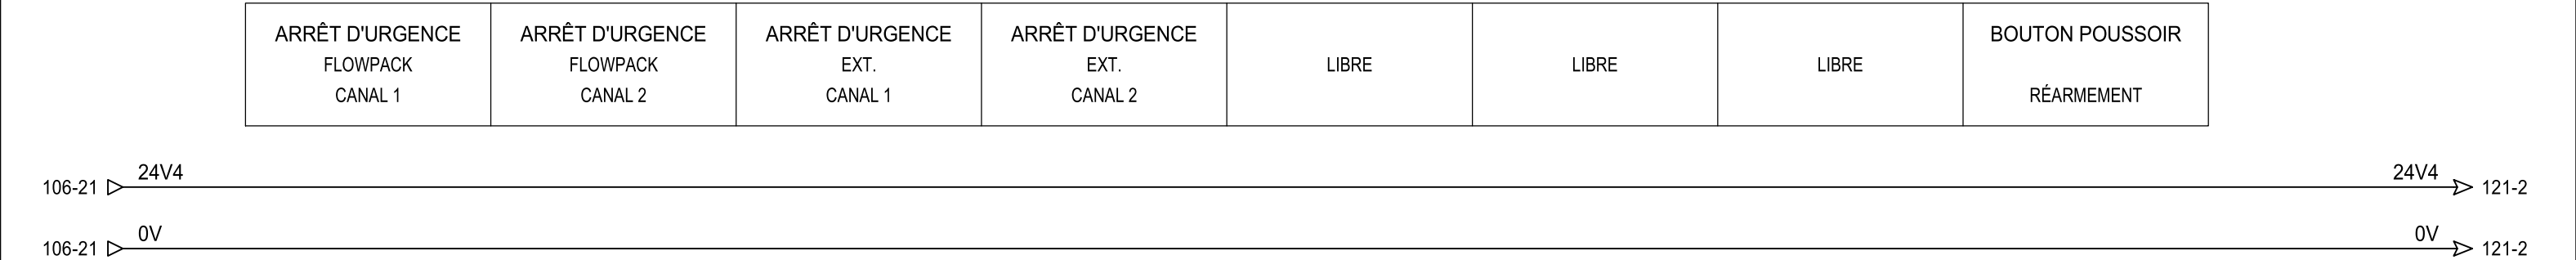 ARRÊT D'URGENCE
FLOWPACK
CANAL 1
ARRÊT D'URGENCE
FLOWPACK
CANAL 2
ARRÊT D'URGENCE
EXT.
CANAL 1
ARRÊT D'URGENCE
EXT.
CANAL 2
LIBRE
LIBRE
LIBRE
BOUTON POUSSOIR
RÉARMEMENT
106-21 24V4 24V4 121-2
106-21 0V 0V 121-2